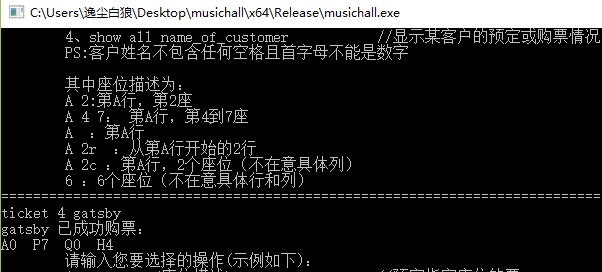 C:\Users\逸尘白狼\Desktop\musichall\x64\Release\musichall.exe
4、show all name_of_customer //显示某客户的预定或购票情况
PS:客户姓名不包含任何空格且首字母不能是数字
其中座位描述为:
A 2:第A行，第2座
A 4 7: 第A行，第4到7座
A :第A行
A 2r :从第A行开始的2行
A 2c :第A行，2个座位（不在意具体列）
6 :6个座位（不在意具体行和列）
================================================================================
ticket 4 gatsby
gatsby 已成功购票:
A0 P7 Q0 H4
请输入您要选择的操作(示例如下):